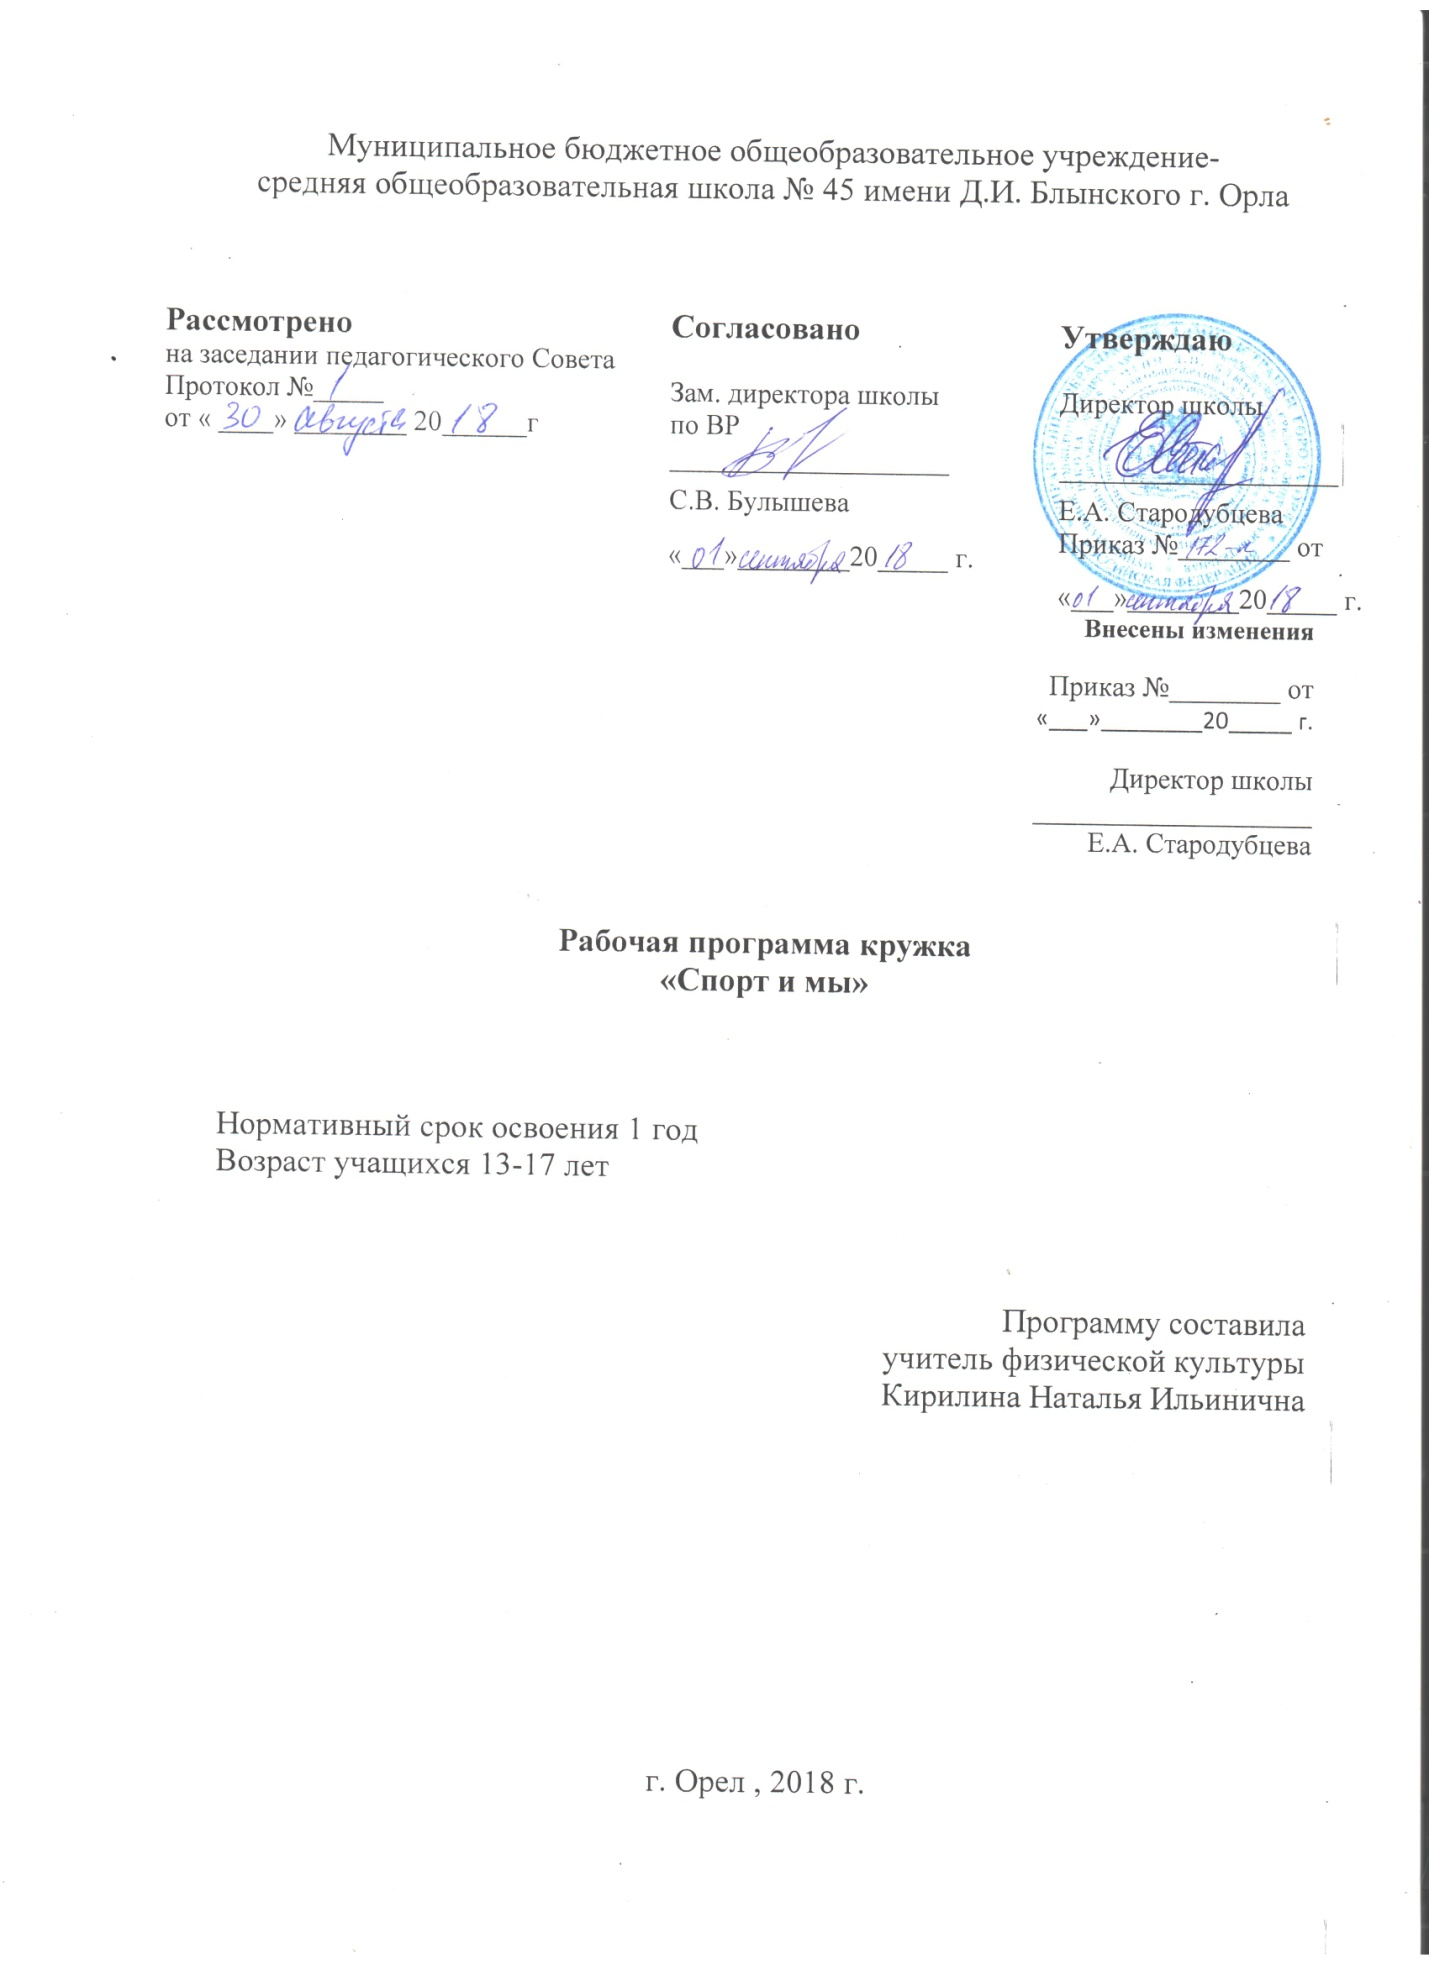 Муниципальное бюджетное общеобразовательное учреждение-
средняя общеобразовательная школа № 45 имени Д.И. Блынского г. Орла
Рассмотрено
на заседании педагогического Совета
Протокол № 1
от « 30 » августа 20 18 г
Согласовано
Зам. директора школы
по ВР
С.В. Булышева
« 01 » сентября 20 18 г.
Утверждаю
Директор школы
Е.А. Стародубцева
Приказ № 172-н от
« 01 » сентября 20 18 г.
Внесены изменения
Приказ №________ от
«___»________20_____ г.
Директор школы
Е.А. Стародубцева
Рабочая программа кружка
«Спорт и мы»
Нормативный срок освоения 1 год
Возраст учащихся 13-17 лет
Программу составила
учитель физической культуры
Кирилина Наталья Ильинична
г. Орел , 2018 г.